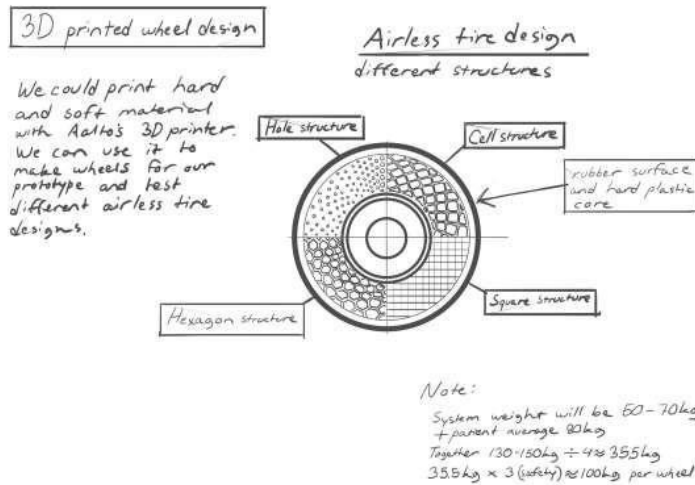 3D printed wheel design
We could print hard
and soft material
with Aalto's 3D printer.
We can use it to
make wheels for our
prototype and test
different airless tire
designs.
Airless tire design
different structures
Hole structure
Cell structure
rubber surface
and hard plastic
core
Hexagon structure
Square structure
Note:
System weight will be 50-70kg
+ patient average 80kg
Together 130-150kg ÷ 4 ≈ 35.5kg
35.5kg x 3 (safety) ≈ 100kg per wheel